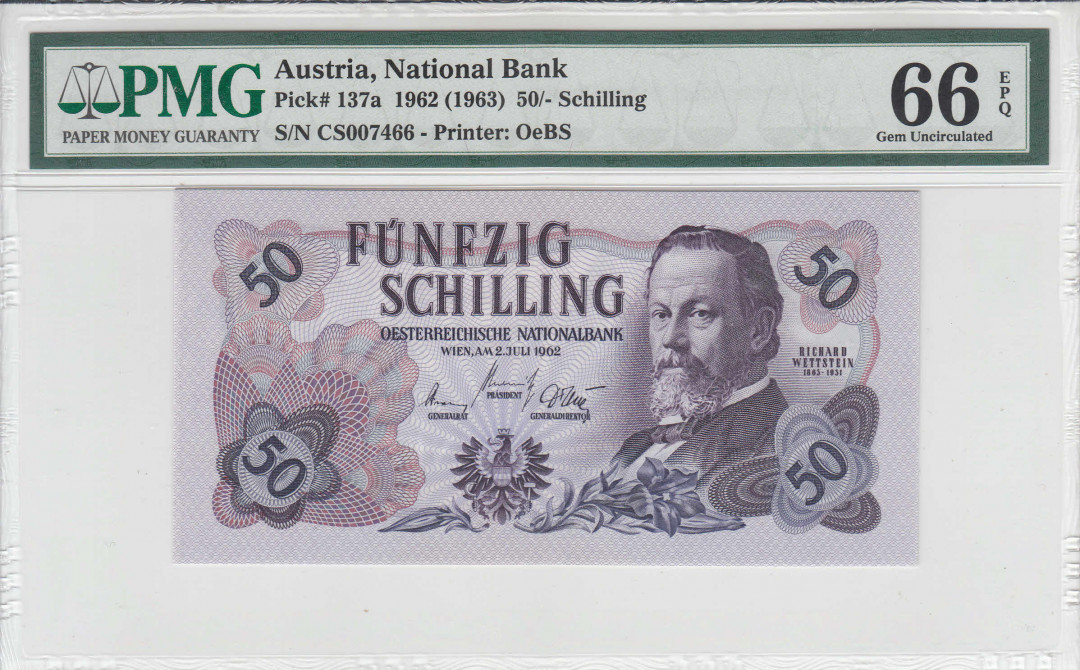 PMG
PAPER MONEY GUARANTY
Austria, National Bank
Pick# 137a 1962 (1963) 50/- Schilling
S/N CS007466 - Printer: OeBS
66
EPQ
Gem Uncirculated
50
FÜNFZIG
SCHILLING
50
OESTERREICHISCHE NATIONALBANK
WIEN, AM 2. JULI 1962
RICHARD
WETTSTEIN
1863-1931
PRÄSIDENT
GENERALRAT
GENERALDIREKTOR
50
50